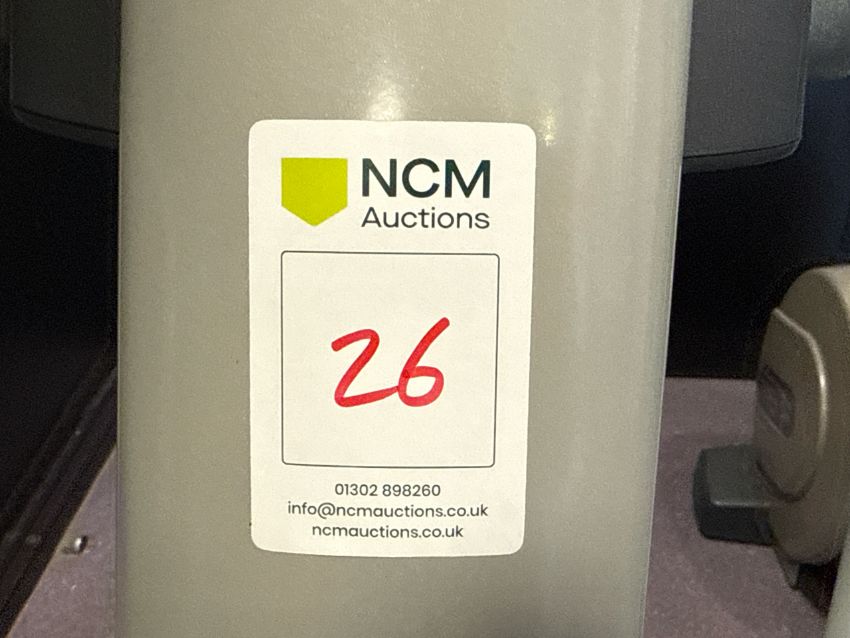 NCM
Auctions
26
01302 898260
info@ncmauctions.co.uk
ncmauctions.co.uk